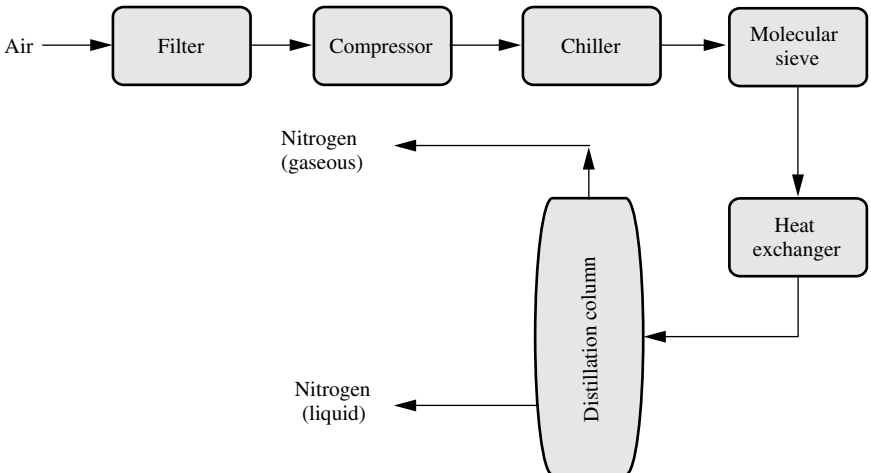 Air
Filter
Compressor
Chiller
Molecular
sieve
Nitrogen
(gaseous)
Heat
exchanger
Distillation column
Nitrogen
(liquid)